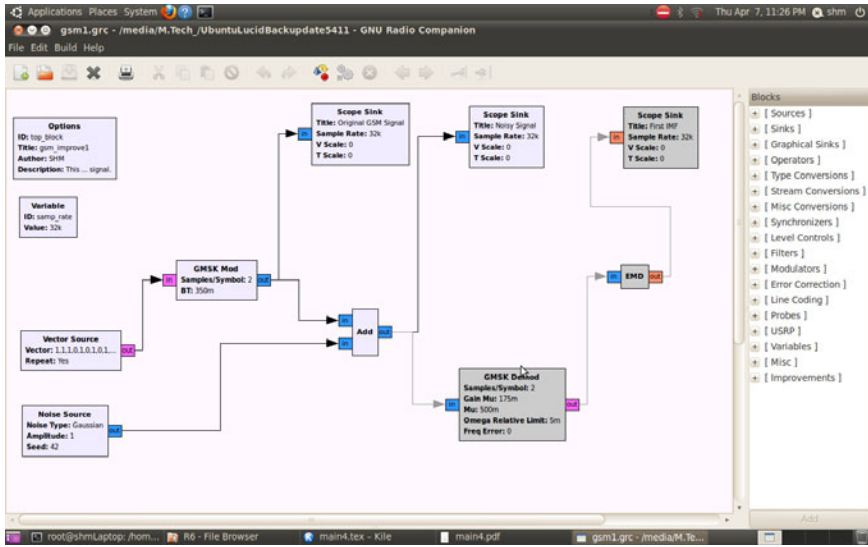 Applications Places System
Thu Apr 7, 11:26 PM shm
gsm1.grc - /media/M.Tech_/UbuntuLucidBackupdate5411 - GNU Radio Companion
File Edit Build Help
Options
ID: top_block
Title: gsm_improve1
Author: SHM
Description: This ... signal.
Variable
ID: samp_rate
Value: 32k
Scope Sink
Title: Original GSM Signal
Sample Rate: 32k
V Scale: 0
T Scale: 0
in
Scope Sink
Title: Noisy Signal
Sample Rate: 32k
V Scale: 0
T Scale: 0
in
Scope Sink
Title: First IMF
Sample Rate: 32k
V Scale: 0
T Scale: 0
in
GMSK Mod
Samples/Symbol: 2
BT: 350m
in
out
in
EMD
out
in
in
Add
out
Vector Source
Vector: 1,1,1,0,1,0,1,0,1,...
Repeat: Yes
out
GMSK Demod
Samples/Symbol: 2
Gain Mu: 175m
Mu: 500m
Omega Relative Limit: 5m
Freq Error: 0
in
out
Noise Source
Noise Type: Gaussian
Amplitude: 1
Seed: 42
out
Blocks
[ Sources ]
[ Sinks ]
[ Graphical Sinks ]
[ Operators ]
[ Type Conversions ]
[ Stream Conversions ]
[ Misc Conversions ]
[ Synchronizers ]
[ Level Controls ]
[ Filters ]
[ Modulators ]
[ Error Correction ]
[ Line Coding ]
[ Probes ]
[ USRP ]
[ Variables ]
[ Misc ]
[ Improvements ]
Add
root@shmLaptop: /hom...
R6 - File Browser
main4.tex - Kile
main4.pdf
gsm1.grc - /media/M.Te...